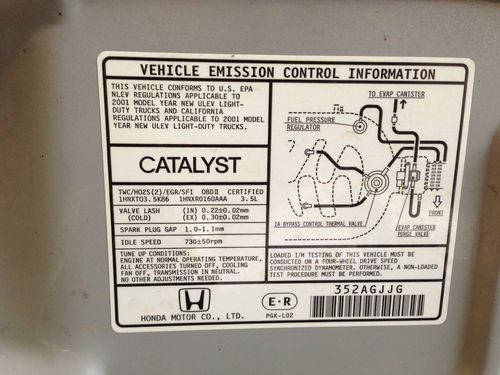 VEHICLE EMISSION CONTROL INFORMATION
THIS VEHICLE CONFORMS TO U.S. EPA
NLEV REGULATIONS APPLICABLE TO
2001 MODEL YEAR NEW ULEV LIGHT-
DUTY TRUCKS AND CALIFORNIA
REGULATIONS APPLICABLE TO 2001 MODEL
YEAR NEW ULEV LIGHT-DUTY TRUCKS.
CATALYST
TWC/HO2S(2)/EGR/SFI OBDII CERTIFIED
1HNXT03.5K86 1HNXR0160AAA 3.5L
VALVE LASH (IN) 0.22±0.02mm
(COLD) (EX) 0.30±0.02mm
SPARK PLUG GAP 1.0-1.1mm
IDLE SPEED 730±50rpm
TUNE UP CONDITIONS:
ENGINE AT NORMAL OPERATING TEMPERATURE,
ALL ACCESSORIES TURNED OFF, COOLING
FAN OFF, TRANSMISSION IN NEUTRAL.
NO OTHER ADJUSTMENTS NEEDED.
HONDA MOTOR CO., LTD.
TO EVAP CANISTER
FUEL PRESSURE
REGULATOR
FRONT
EVAP CANISTER
PURGE VALVE
IA BYPASS CONTROL THERMAL VALVE
LOADED I/M TESTING OF THIS VEHICLE MUST BE
CONDUCTED ON A FOUR-WHEEL DRIVE SPEED
SYNCHRONIZED DYNAMOMETER. OTHERWISE, A NON-LOADED
TEST PROCEDURE MUST BE PERFORMED.
E·R
PGK-L02
352AGJJG